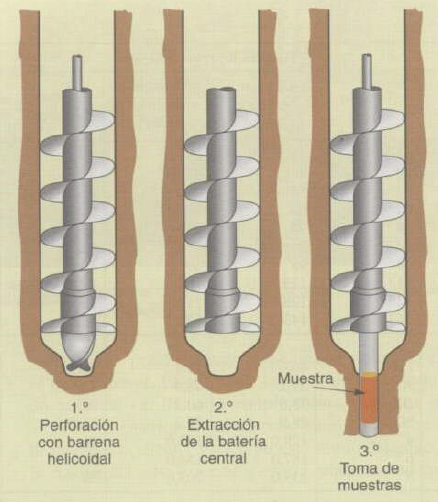 Muestra
1.º
Perforación
con barrena
helicoidal
2.º
Extracción
de la batería
central
3.º
Toma de
muestras